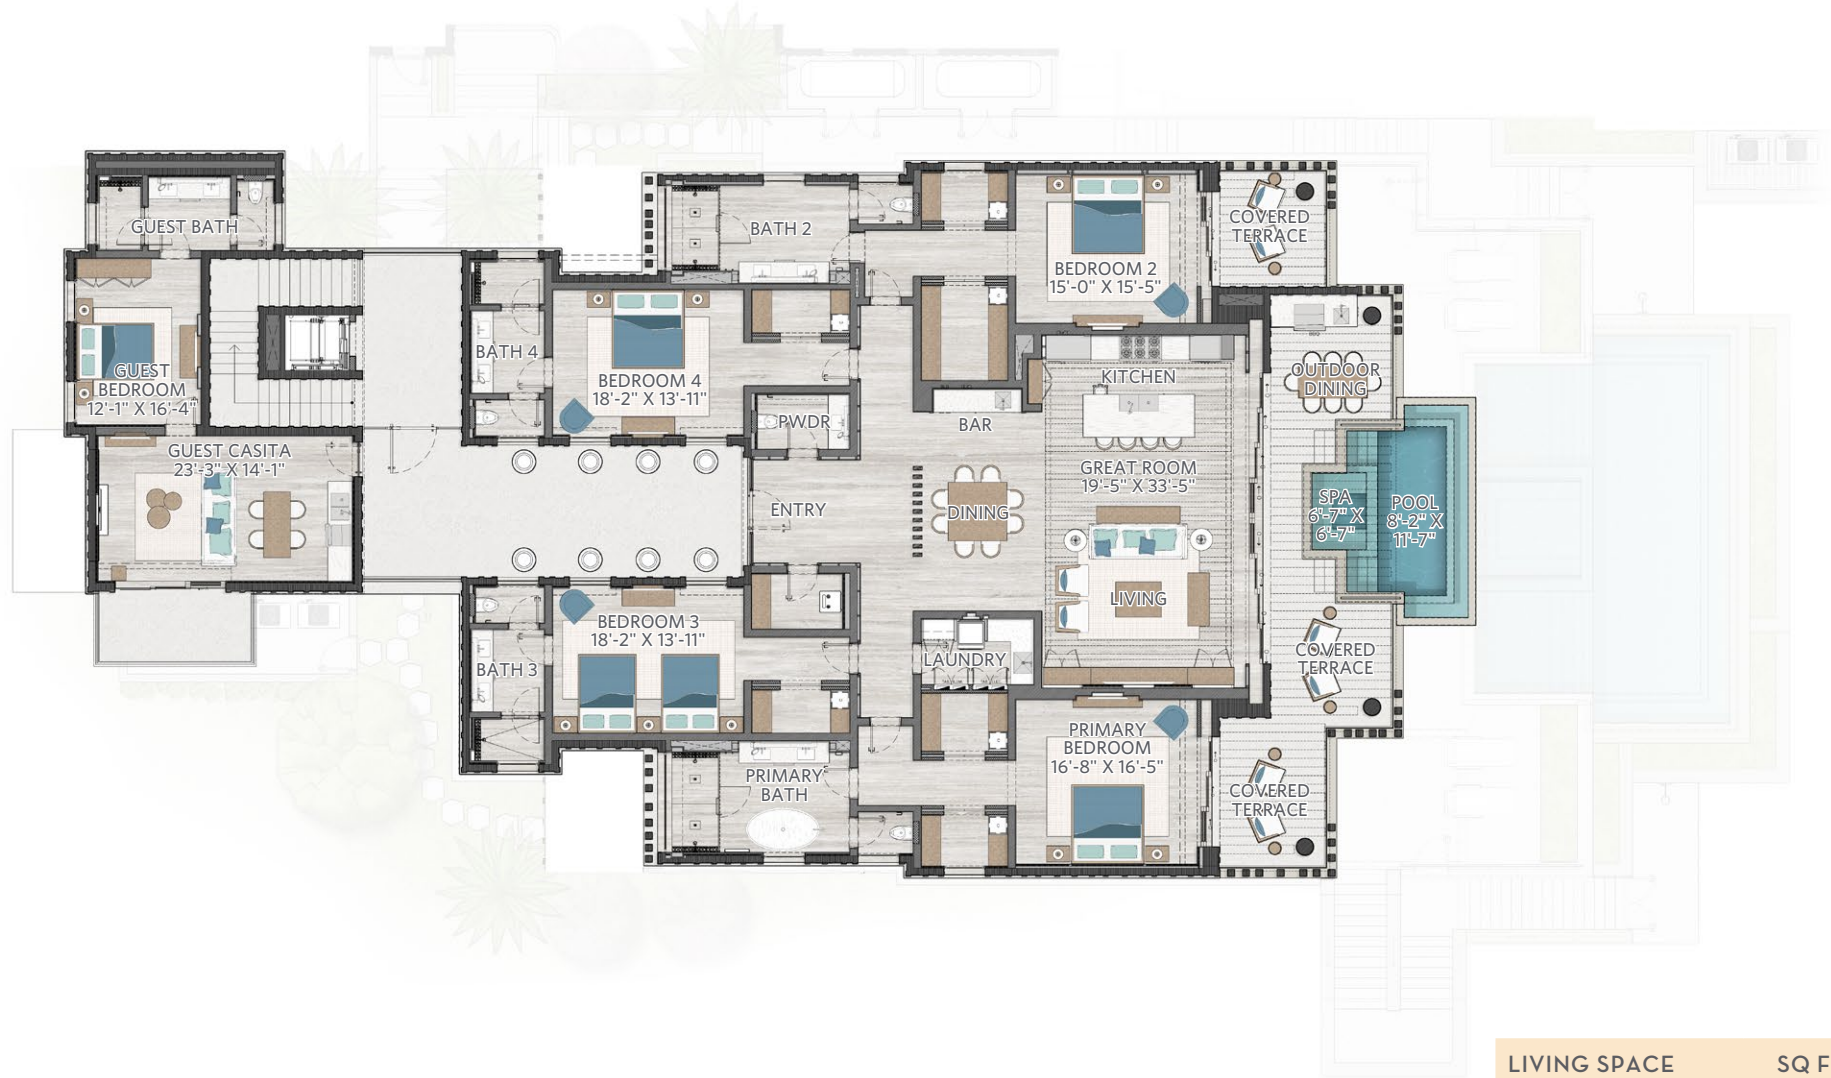 GUEST BATH
BATH 2
COVERED
TERRACE
BEDROOM 2
15'-0" X 15'-5"
BATH 4
GUEST
BEDROOM
12'-1" X 16'-4"
BEDROOM 4
18'-2" X 13'-11"
KITCHEN
OUTDOOR
DINING
PWDR
BAR
GUEST CASITA
23'-3" X 14'-1"
GREAT ROOM
19'-5" X 33'-5"
ENTRY
DINING
SPA
6'-7" X
6'-7"
POOL
8'-2" X
11'-7"
LIVING
BEDROOM 3
18'-2" X 13'-11"
BATH 3
LAUNDRY
COVERED
TERRACE
PRIMARY
BEDROOM
16'-8" X 16'-5"
PRIMARY
BATH
COVERED
TERRACE
LIVING SPACE SQ F